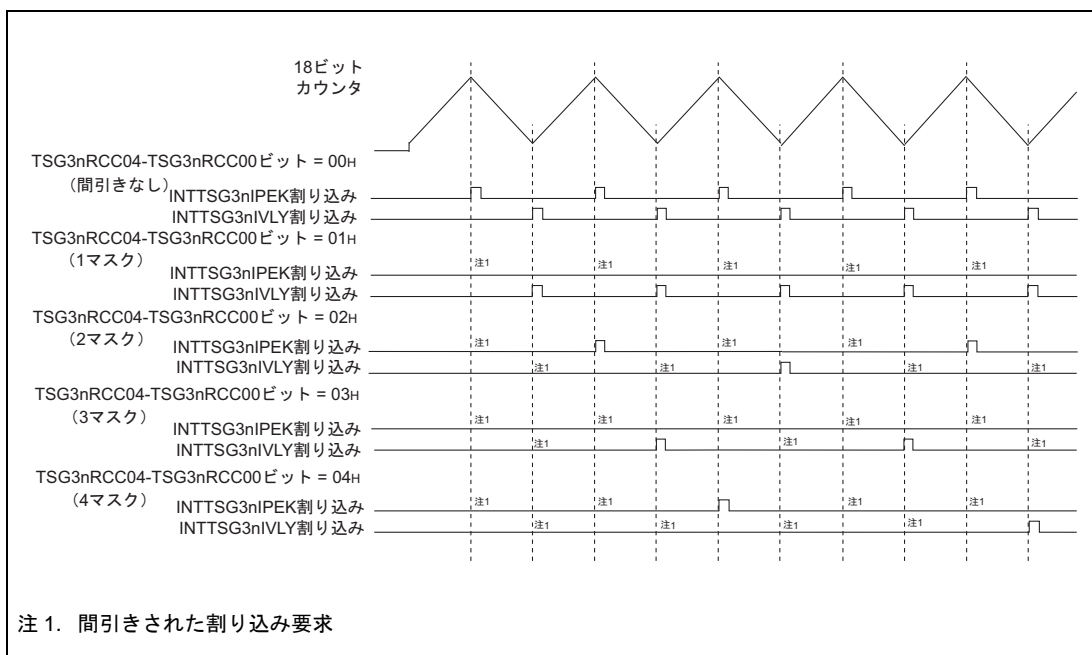 18ビット
カウンタ
TSG3nRCC04-TSG3nRCC00ビット = 00H
（間引きなし）
INTTSG3nIPEK割り込み
INTTSG3nIVLY割り込み
TSG3nRCC04-TSG3nRCC00ビット = 01H
（1マスク）
INTTSG3nIPEK割り込み 注1 注1 注1 注1 注1
INTTSG3nIVLY割り込み
TSG3nRCC04-TSG3nRCC00ビット = 02H
（2マスク）
INTTSG3nIPEK割り込み 注1 注1 注1
INTTSG3nIVLY割り込み 注1 注1 注1 注1
TSG3nRCC04-TSG3nRCC00ビット = 03H
（3マスク）
INTTSG3nIPEK割り込み 注1 注1 注1 注1 注1
INTTSG3nIVLY割り込み 注1 注1 注1
TSG3nRCC04-TSG3nRCC00ビット = 04H
（4マスク）
INTTSG3nIPEK割り込み 注1 注1 注1 注1
INTTSG3nIVLY割り込み 注1 注1 注1 注1
注 1. 間引きされた割り込み要求